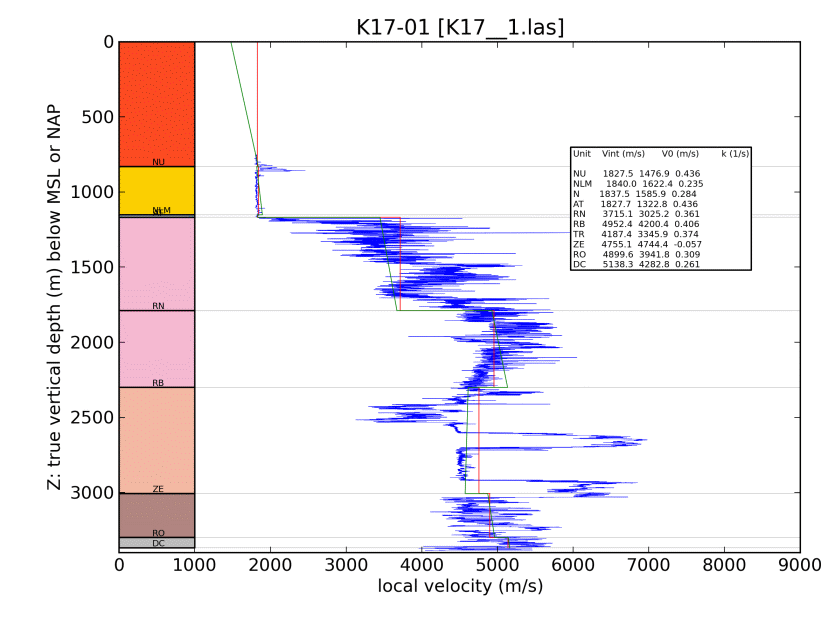 K17-01 [K17__1.las]
0
500
1000
1500
2000
2500
3000
Z: true vertical depth (m) below MSL or NAP
NU
NLM
RN
RB
ZE
RO
DC
Unit Vint (m/s) V0 (m/s) k (1/s)
NU 1827.5 1476.9 0.436
NLM 1840.0 1622.4 0.235
N 1837.5 1585.9 0.284
AT 1827.7 1322.8 0.436
RN 3715.1 3025.2 0.361
RB 4952.4 4200.4 0.406
TR 4187.4 3345.9 0.374
ZE 4755.1 4744.4 -0.057
RO 4899.6 3941.8 0.309
DC 5138.3 4282.8 0.261
0 1000 2000 3000 4000 5000 6000 7000 8000 9000
local velocity (m/s)